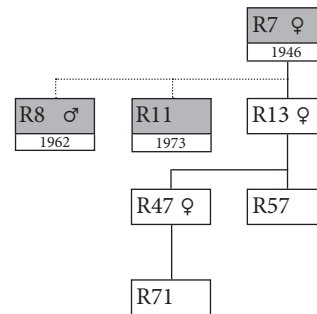 R7 ♀
1946
R8 ♂
1962
R11
1973
R13 ♀
R47 ♀
R57
R71